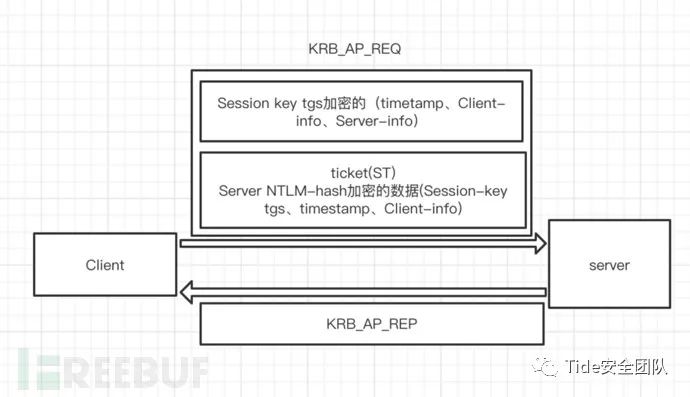 KRB_AP_REQ
Session key tgs加密的（timetamp、Client-
info、Server-info）
ticket(ST)
Server NTLM-hash加密的数据(Session-key
tgs、timestamp、Client-info）
Client
server
KRB_AP_REP
FREEBUF
Tide安全团队